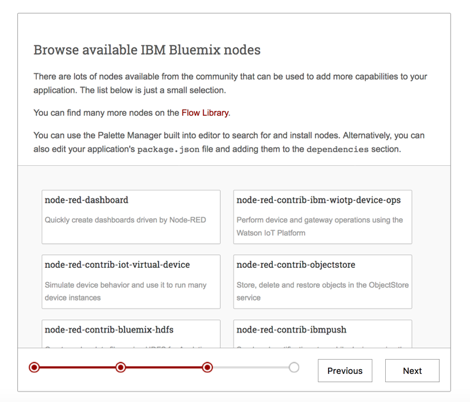 Browse available IBM Bluemix nodes
There are lots of nodes available from the community that can be used to add more capabilities to your
application. The list below is just a small selection.
You can find many more nodes on the Flow Library.
You can use the Palette Manager built into editor to search for and install nodes. Alternatively, you can
also edit your application's package.json file and adding them to the dependencies section.
node-red-dashboard
Quickly create dashboards driven by Node-RED
node-red-contrib-ibm-wiotp-device-ops
Perform device and gateway operations using the
Watson IoT Platform
node-red-contrib-iot-virtual-device
Simulate device behavior and use it to run many
device instances
node-red-contrib-objectstore
Store, delete and restore objects in the ObjectStore
service
node-red-contrib-bluemix-hdfs
node-red-contrib-ibmpush
Previous
Next